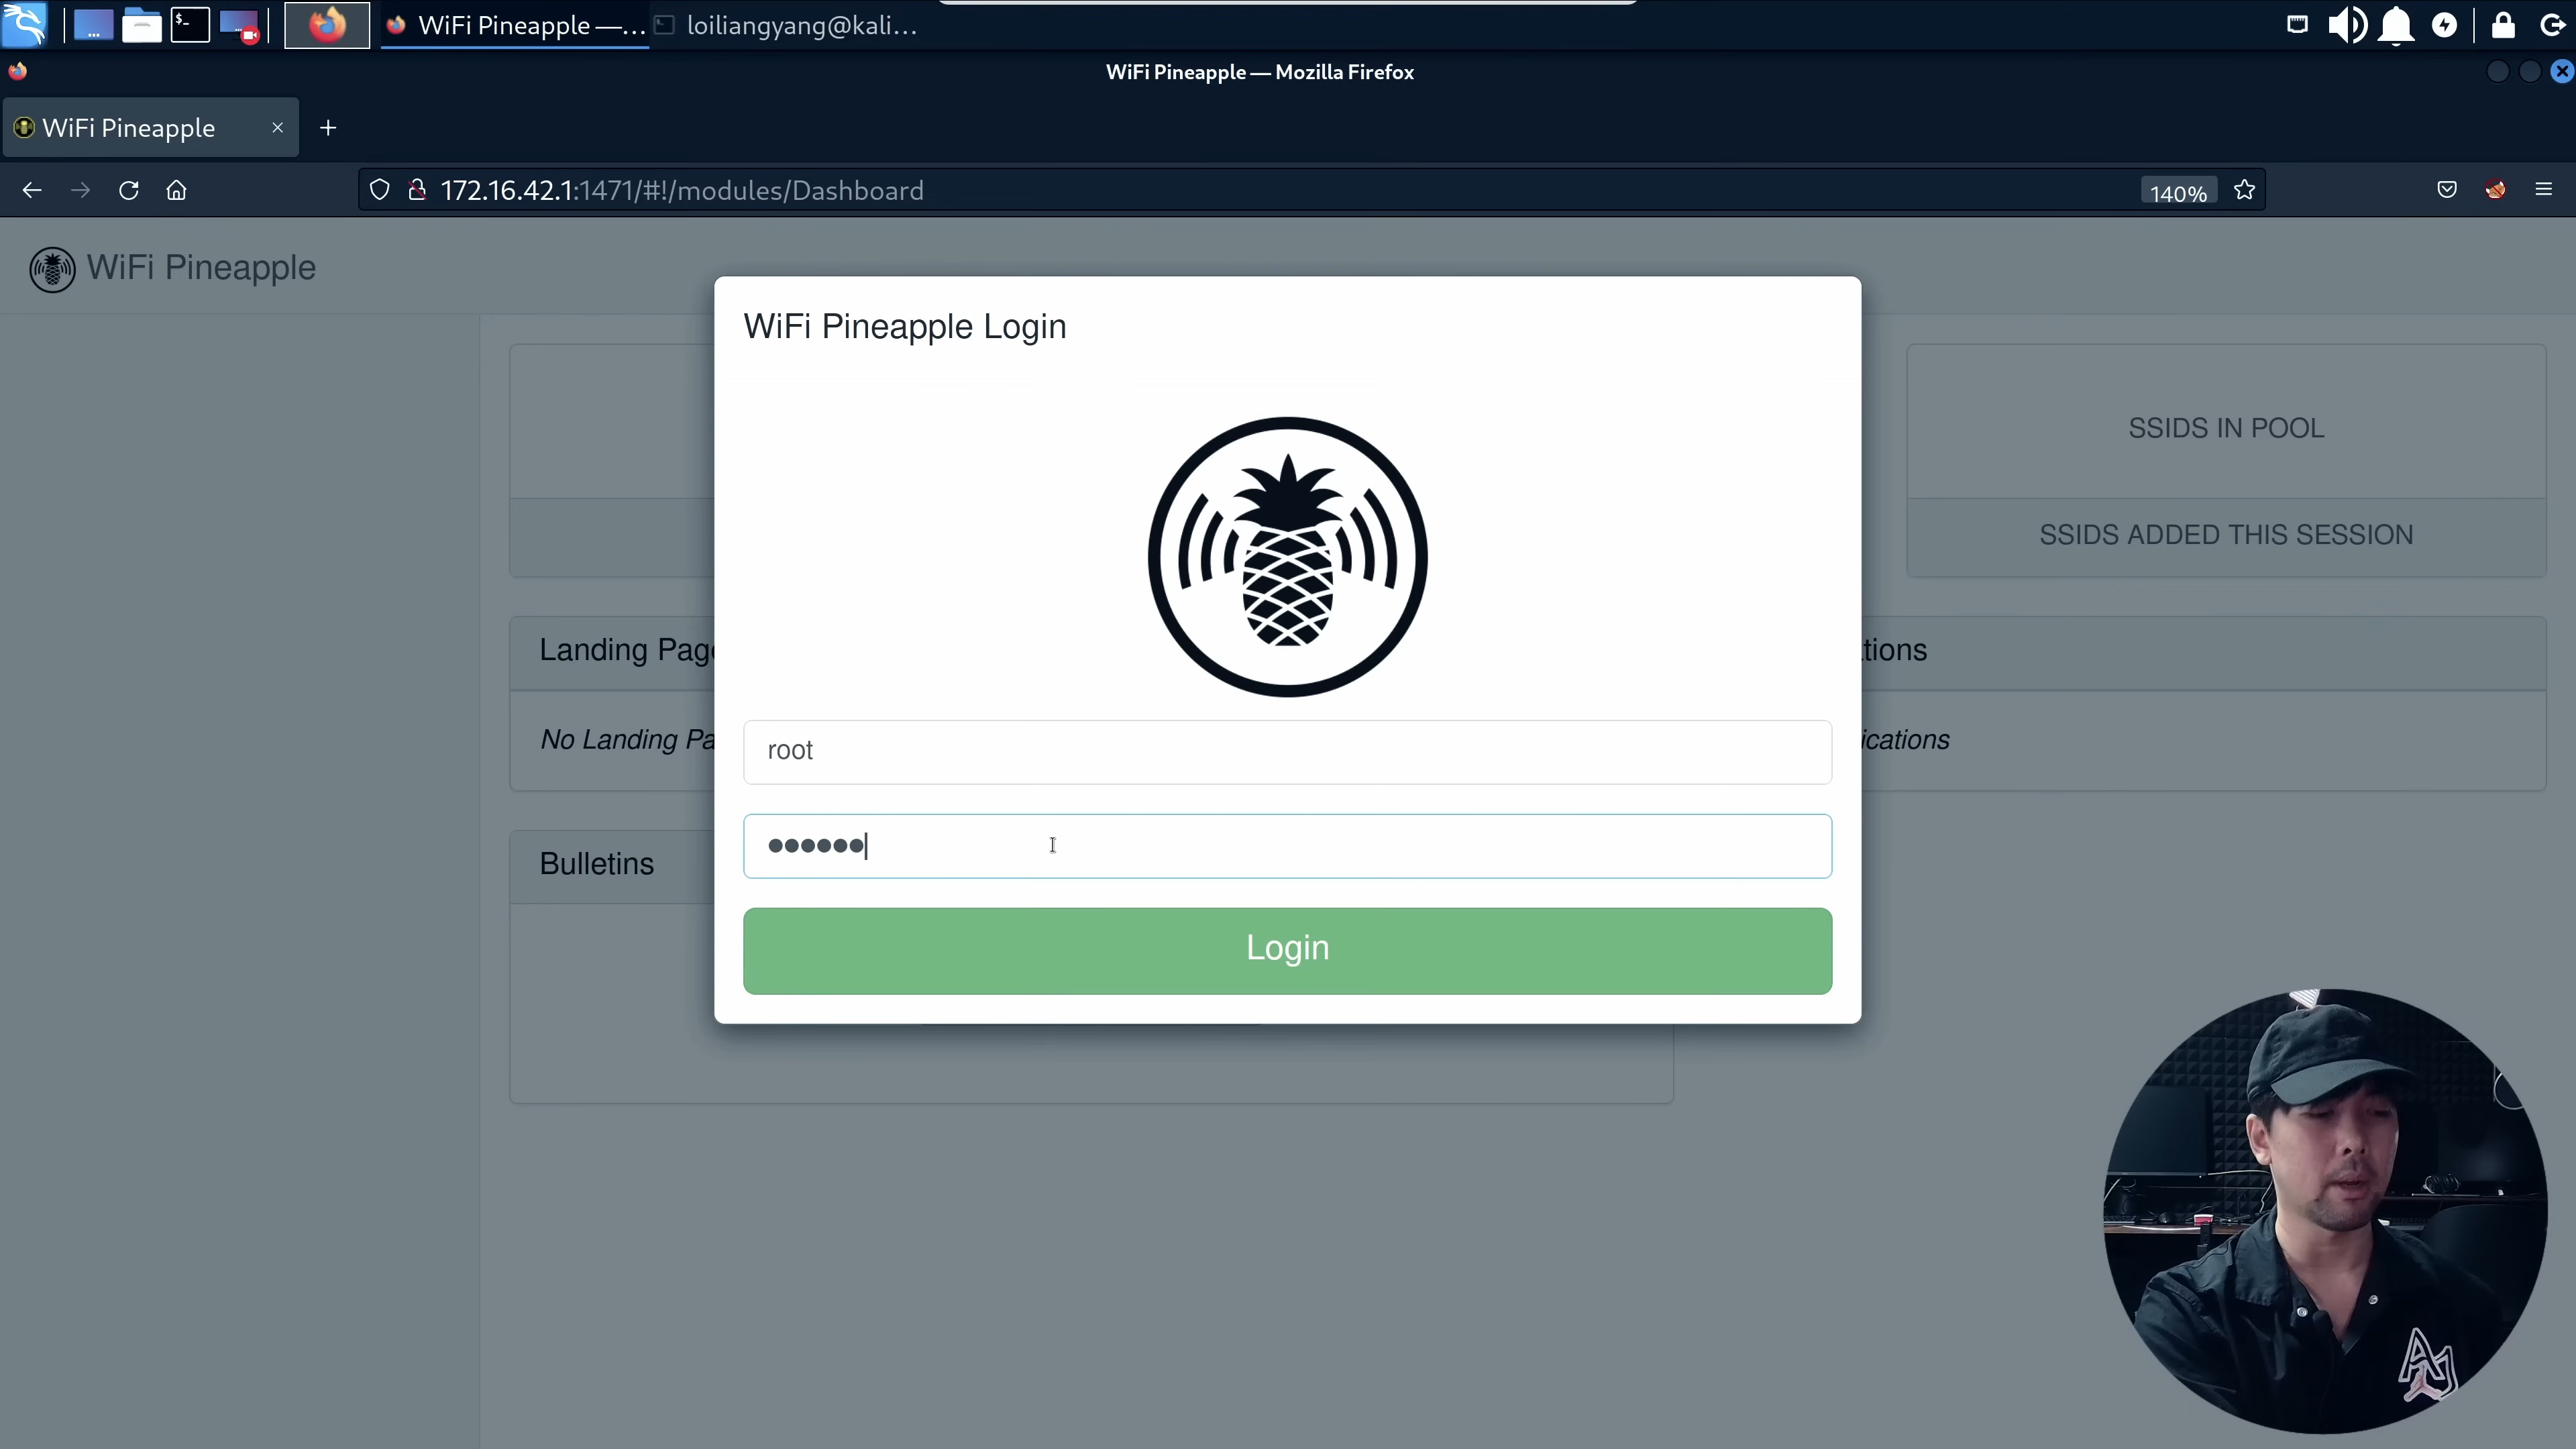 WiFi Pineapple —...
loiliangyang@kali...
WiFi Pineapple — Mozilla Firefox
WiFi Pineapple
172.16.42.1:1471/#!/modules/Dashboard
140%
WiFi Pineapple
WiFi Pineapple Login
SSIDS IN POOL
SSIDS ADDED THIS SESSION
Landing Page
tions
No Landing Pa
ications
root
Bulletins
Login